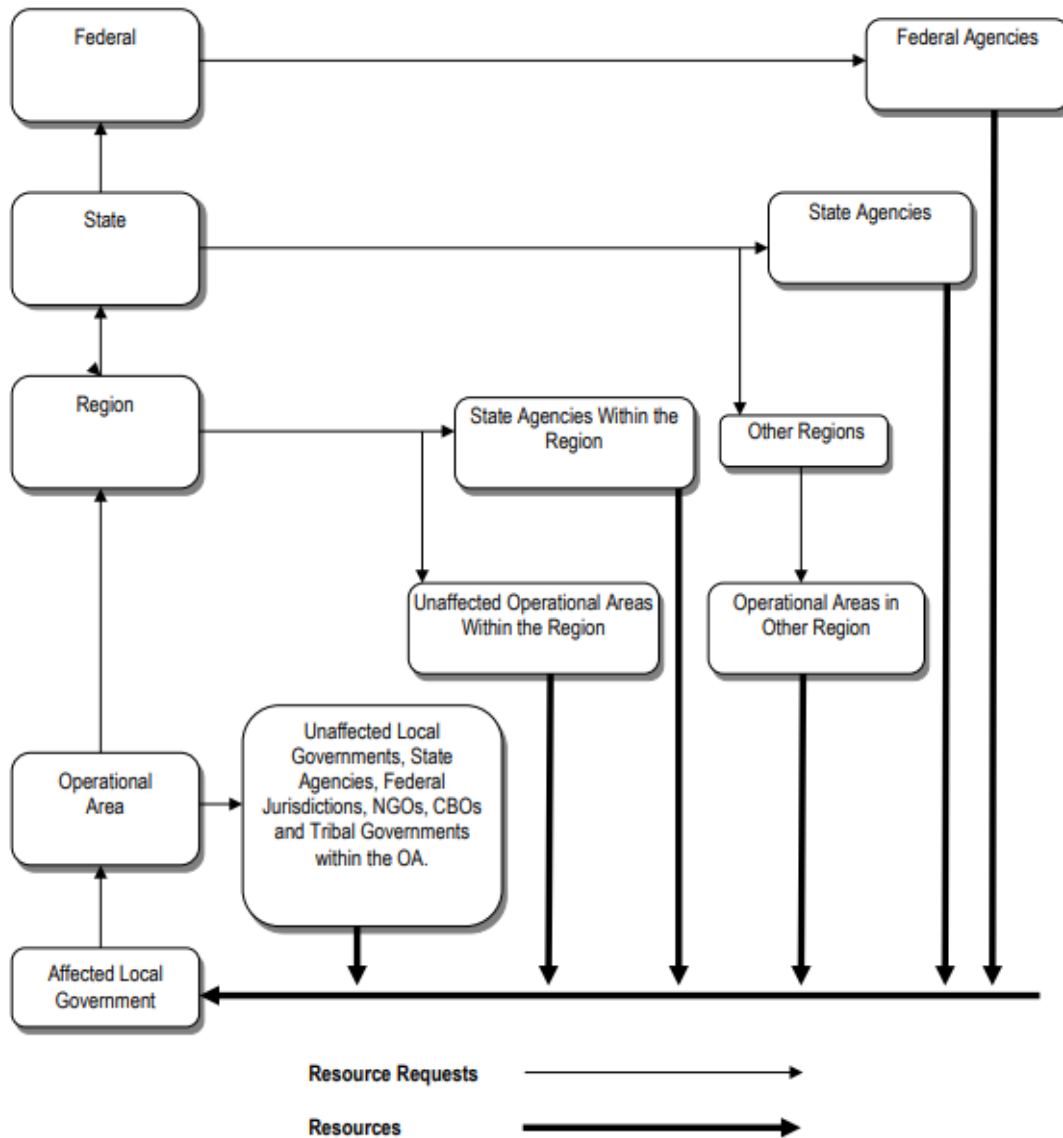 Federal
Federal Agencies
State
State Agencies
Region
State Agencies Within the
Region
Other Regions
Unaffected Operational Areas
Within the Region
Operational Areas in
Other Region
Operational
Area
Unaffected Local
Governments, State
Agencies, Federal
Jurisdictions, NGOs, CBOs
and Tribal Governments
within the OA.
Affected Local
Government
Resource Requests
Resources